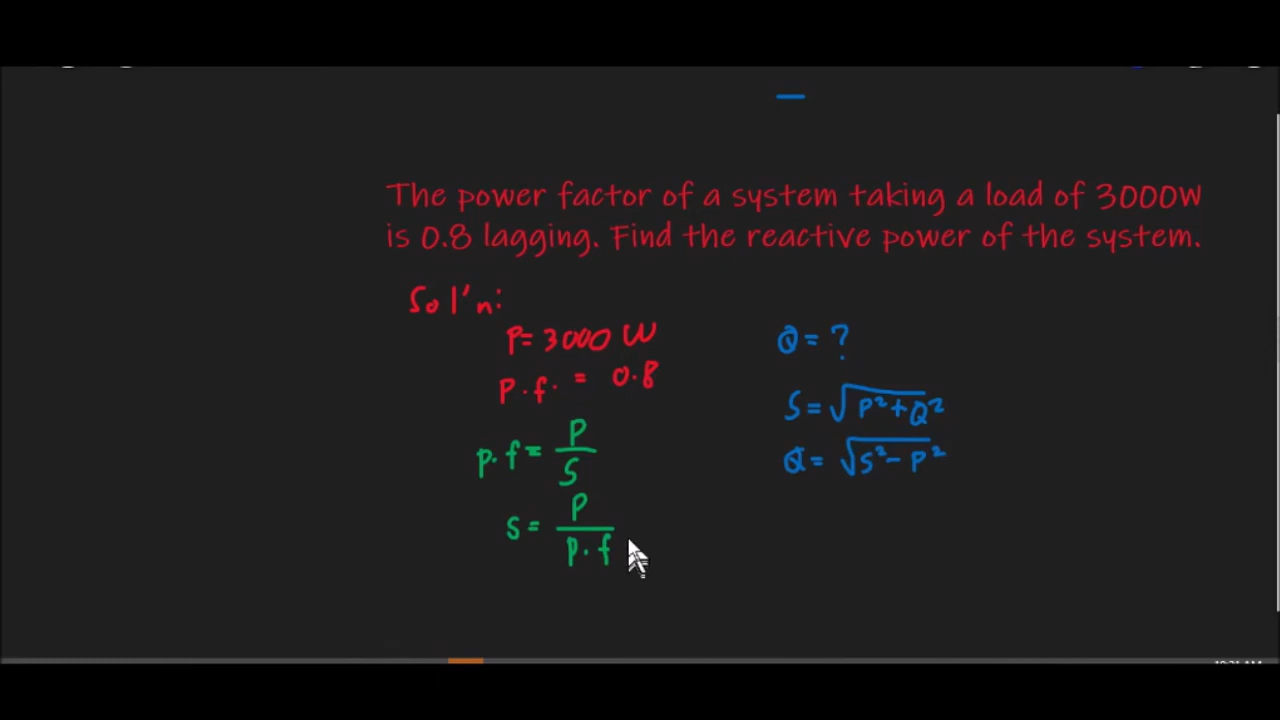 The power factor of a system taking a load of 3000W
is 0.8 lagging. Find the reactive power of the system.
Sol'n:
P= 3000 W
p.f. = 0.8
p.f = P/S
S = P/p.f
Q = ?
S = √P²+Q²
Q = √S²-P²